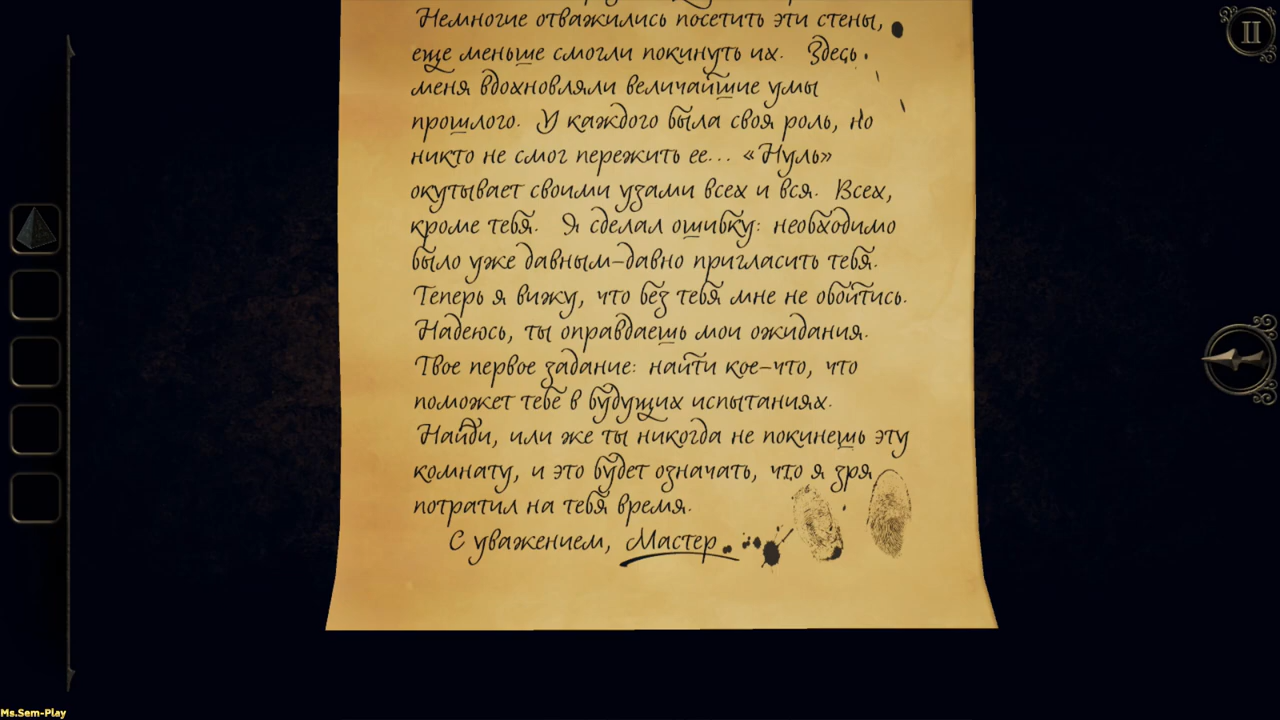 Немногие отважились посетить эти стены,
еще меньше смогли покинуть их. Здесь
меня вдохновляли величайшие умы
прошлого. У каждого была своя роль, но
никто не смог пережить ее... «Нуль»
окутывает своими узами всех и вся. Всех,
кроме тебя. Я сделал ошибку: необходимо
было уже давным-давно пригласить тебя.
Теперь я вижу, что без тебя мне не обойтись.
Надеюсь, ты оправдаешь мои ожидания.
Твое первое задание: найти кое-что, что
поможет тебе в будущих испытаниях.
Найди, или же ты никогда не покинешь эту
комнату, и это будет означать, что я зря
потратил на тебя время.
С уважением, Мастер
Ms.Sem-Play